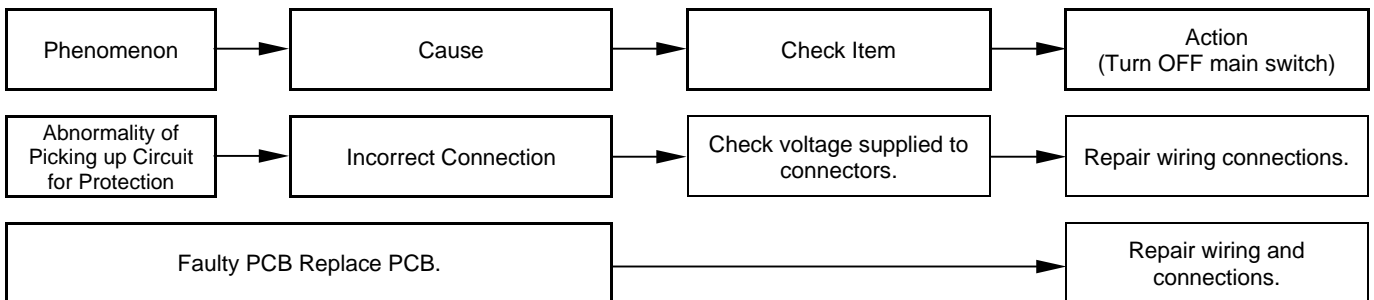 Phenomenon
Cause
Check Item
Action
(Turn OFF main switch)
Abnormality of
Picking up Circuit
for Protection
Incorrect Connection
Check voltage supplied to
connectors.
Repair wiring connections.
Faulty PCB Replace PCB.
Repair wiring and
connections.